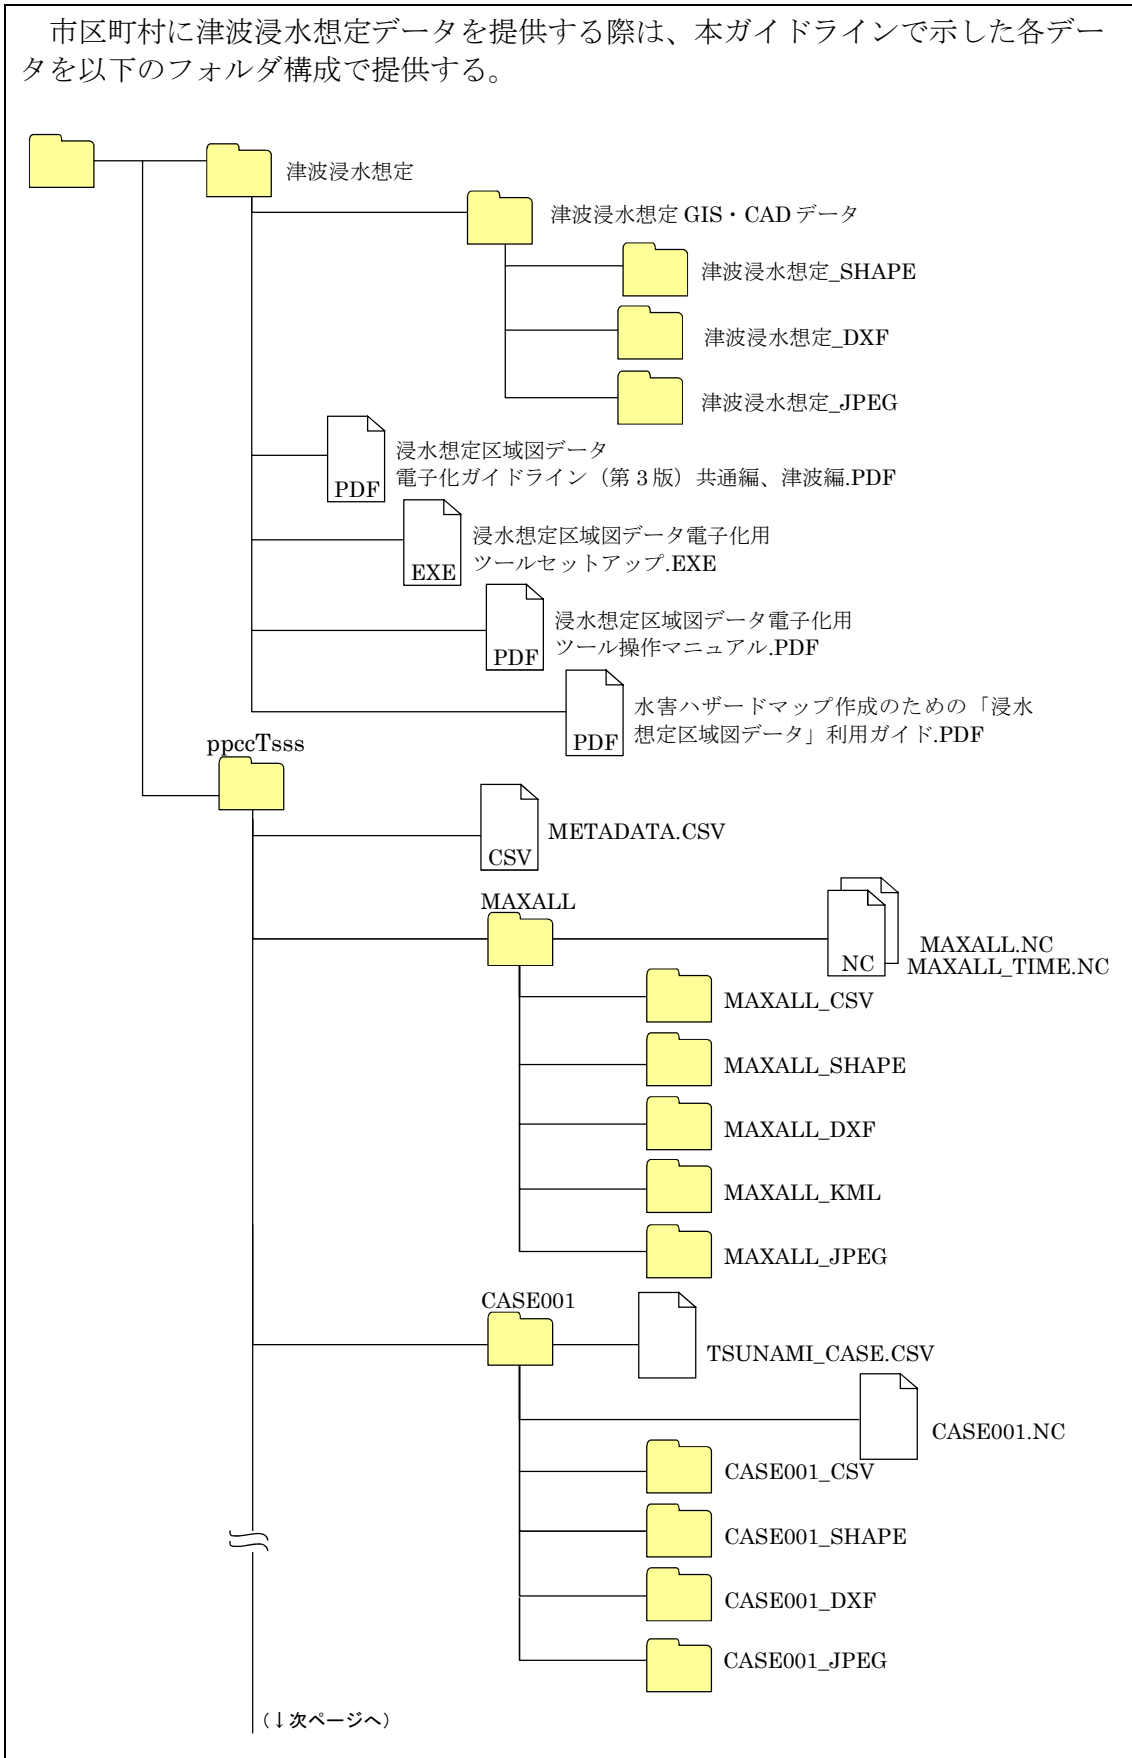 市区町村に津波浸水想定データを提供する際は、本ガイドラインで示した各デー
タを以下のフォルダ構成で提供する。
津波浸水想定
津波浸水想定 GIS・CAD データ
津波浸水想定_SHAPE
津波浸水想定_DXF
津波浸水想定_JPEG
浸水想定区域図データ
電子化ガイドライン（第 3 版）共通編、津波編.PDF
PDF
浸水想定区域図データ電子化用
ツールセットアップ.EXE
EXE
浸水想定区域図データ電子化用
ツール操作マニュアル.PDF
PDF
水害ハザードマップ作成のための「浸水
想定区域図データ」利用ガイド.PDF
PDF
ppccTsss
METADATA.CSV
CSV
MAXALL
MAXALL.NC
NC
MAXALL_TIME.NC
MAXALL_CSV
MAXALL_SHAPE
MAXALL_DXF
MAXALL_KML
MAXALL_JPEG
CASE001
TSUNAMI_CASE.CSV
CASE001.NC
CASE001_CSV
CASE001_SHAPE
CASE001_DXF
CASE001_JPEG
（↓次ページへ）